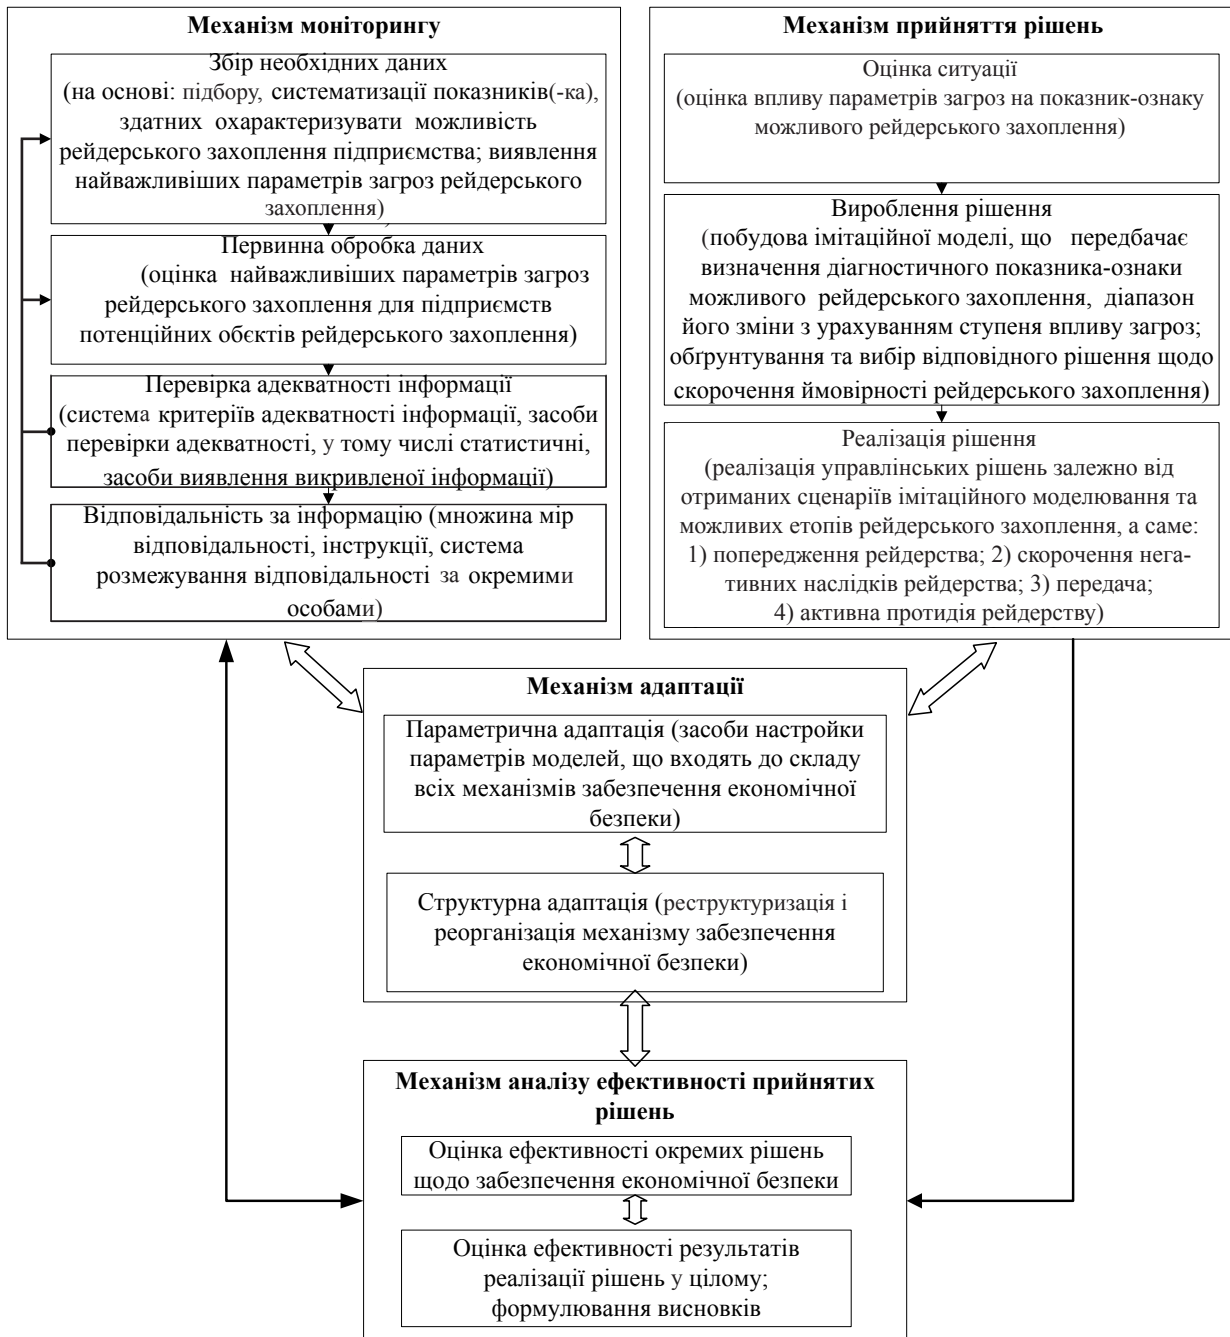 Механізм моніторингу
Збір необхідних даних
(на основі: підбору, систематизації показників(-ка),
здатних охарактеризувати можливість
рейдерського захоплення підприємства; виявлення
найважливіших параметрів загроз рейдерського
захоплення)
Первинна обробка даних
(оцінка найважливіших параметрів загроз
рейдерського захоплення для підприємств
потенційних обєктів рейдерського захоплення)
Перевірка адекватності інформації
(система критеріїв адекватності інформації, засоби
перевірки адекватності, у тому числі статистичні,
засоби виявлення викривленої інформації)
Відповідальність за інформацію (множина мір
відповідальності, інструкції, система
розмежування відповідальності за окремими
особами)
Механізм прийняття рішень
Оцінка ситуації
(оцінка впливу параметрів загроз на показник-ознаку
можливого рейдерського захоплення)
Вироблення рішення
(побудова імітаційної моделі, що передбачає
визначення діагностичного показника-ознаки
можливого рейдерського захоплення, діапазон
його зміни з урахуванням ступеня впливу загроз;
обґрунтування та вибір відповідного рішення щодо
скорочення ймовірності рейдерського захоплення)
Реалізація рішення
(реалізація управлінських рішень залежно від
отриманих сценаріїв імітаційного моделювання та
можливих етапів рейдерського захоплення, а саме:
1) попередження рейдерства; 2) скорочення нега-
тивних наслідків рейдерства; 3) передача;
4) активна протидія рейдерству)
Механізм адаптації
Параметрична адаптація (засоби настройки
параметрів моделей, що входять до складу
всіх механізмів забезпечення економічної
безпеки)
Структурна адаптація (реструктуризація і
реорганізація механізму забезпечення
економічної безпеки)
Механізм аналізу ефективності прийнятих
рішень
Оцінка ефективності окремих рішень
щодо забезпечення економічної безпеки
Оцінка ефективності результатів
реалізації рішень у цілому;
формулювання висновків